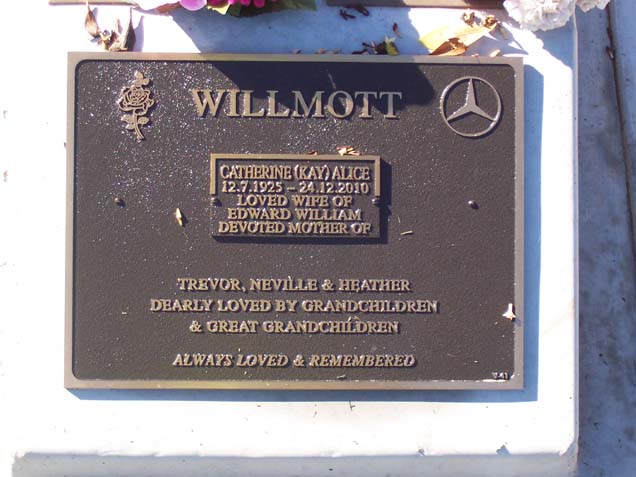 WILLMOTT
CATHERINE (KAY) ALICE
12.7.1925 – 24.12.2010
LOVED WIFE OF
EDWARD WILLIAM
DEVOTED MOTHER OF
TREVOR, NEVILLE & HEATHER
DEARLY LOVED BY GRANDCHILDREN
& GREAT GRANDCHILDREN
ALWAYS LOVED & REMEMBERED